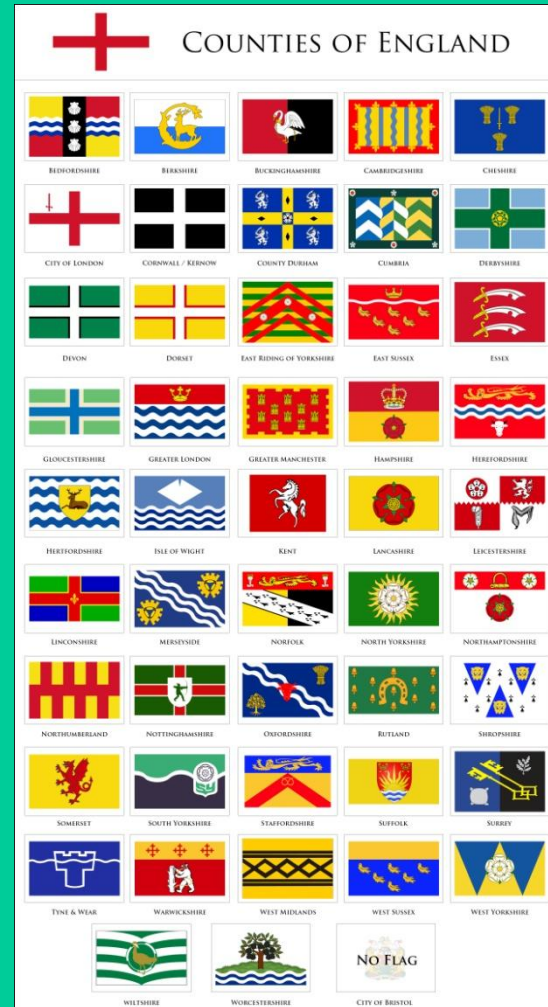 COUNTIES OF ENGLAND
BEDFORDSHIRE BERKSHIRE BUCKINGHAMSHIRE CAMBRIDGESHIRE CHESHIRE
CITY OF LONDON CORNWALL / KERNOW COUNTY DURHAM CUMBRIA DERBYSHIRE
DEVON DORSET EAST RIDING OF YORKSHIRE EAST SUSSEX ESSEX
GLOUCESTERSHIRE GREATER LONDON GREATER MANCHESTER HAMPSHIRE HEREFORDSHIRE
HERTFORDSHIRE ISLE OF WIGHT KENT LANCASHIRE LEICESTERSHIRE
LINCONSHIRE MERSEYSIDE NORFOLK NORTH YORKSHIRE NORTHAMPTONSHIRE
NORTHUMBERLAND NOTTINGHAMSHIRE OXFORDSHIRE RUTLAND SHROPSHIRE
SOMERSET SOUTH YORKSHIRE STAFFORDSHIRE SUFFOLK SURREY
TYNE & WEAR WARWICKSHIRE WEST MIDLANDS WEST SUSSEX WEST YORKSHIRE
NO FLAG
WILTSHIRE WORCESTERSHIRE CITY OF BRISTOL